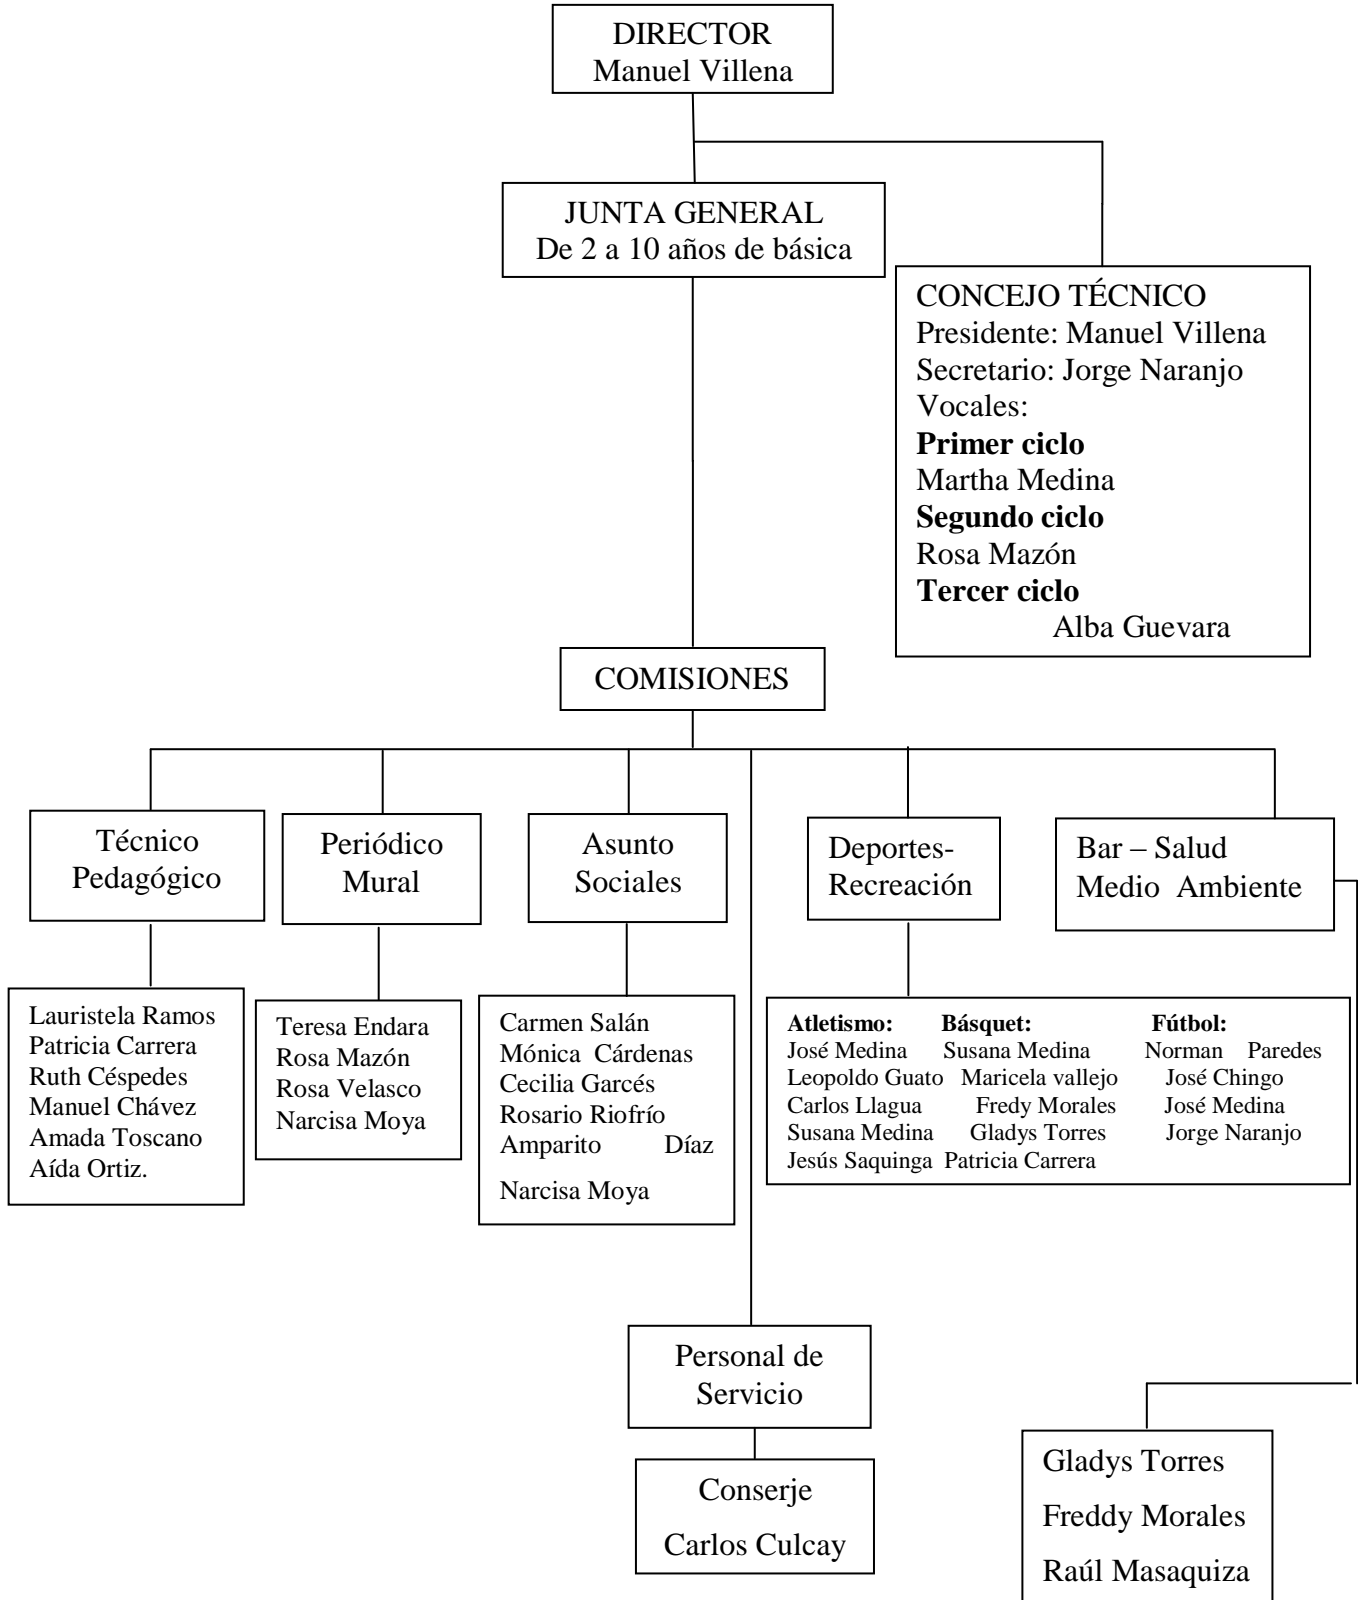 DIRECTOR
Manuel Villena
JUNTA GENERAL
De 2 a 10 años de básica
CONCEJO TÉCNICO
Presidente: Manuel Villena
Secretario: Jorge Naranjo
Vocales:
Primer ciclo
Martha Medina
Segundo ciclo
Rosa Mazón
Tercer ciclo
Alba Guevara
COMISIONES
Técnico
Pedagógico
Periódico
Mural
Asunto
Sociales
Deportes-
Recreación
Bar – Salud
Medio Ambiente
Lauristela Ramos
Patricia Carrera
Ruth Céspedes
Manuel Chávez
Amada Toscano
Aída Ortiz.
Teresa Endara
Rosa Mazón
Rosa Velasco
Narcisa Moya
Carmen Salán
Mónica Cárdenas
Cecilia Garcés
Rosario Riofrío
Amparito Díaz
Narcisa Moya
Atletismo: Básquet: Fútbol:
José Medina Susana Medina Norman Paredes
Leopoldo Guato Maricela vallejo José Chingo
Carlos Llagua Fredy Morales José Medina
Susana Medina Gladys Torres Jorge Naranjo
Jesús Saquinga Patricia Carrera
Personal de
Servicio
Conserje
Carlos Culcay
Gladys Torres
Freddy Morales
Raúl Masaquiza